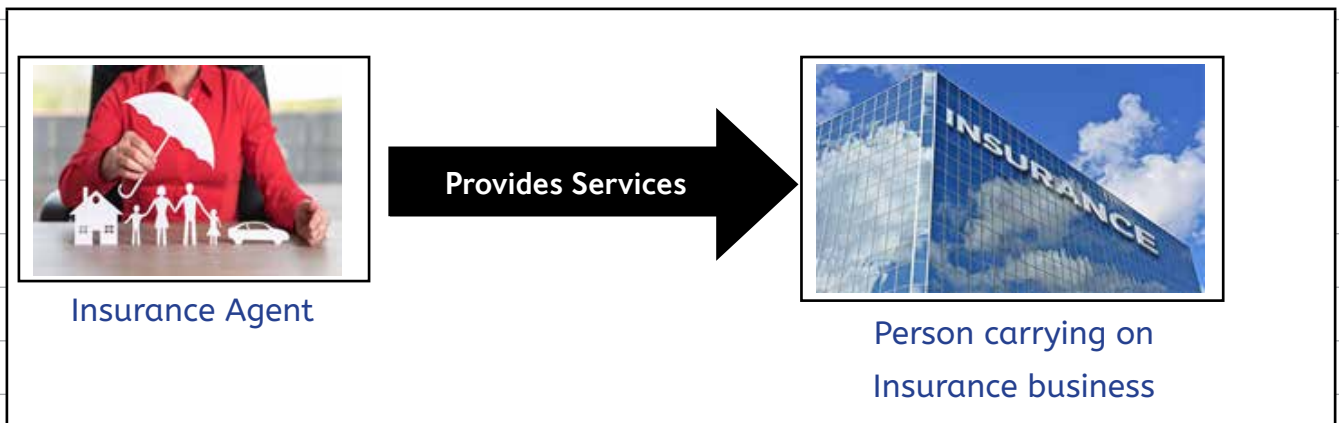 Provides Services
INSURANCE
Insurance Agent
Person carrying on
Insurance business